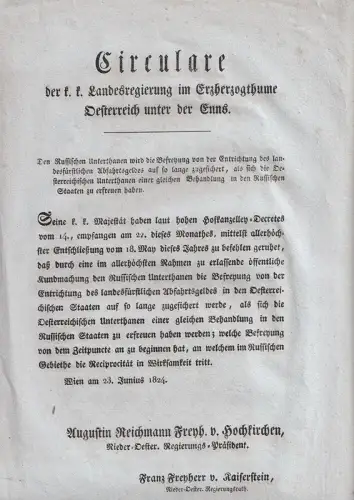 Circulare
der k. k. Landesregierung im Erzherzogthume
Oesterreich unter der Enns.
Den Russischen Unterthanen wird die Befreyung von der Entrichtung des lan-
desfürstlichen Abfahrtsgeldes auf so lange zugesichert, als sich die Oe-
sterreichischen Unterthanen einer gleichen Behandlung in den Russischen
Staaten zu erfreuen haben.
Seine k. k. Majestät haben laut hohen Hofkanzelley-Decretes
vom 14., empfangen am 22. dieses Monathes, mittelst allerhöch-
ster Entschließung vom 18. May dieses Jahres zu befehlen geruhet,
daß durch eine im allerhöchsten Nahmen zu erlassende öffentliche
Kundmachung den Russischen Unterthanen die Befreyung von der
Entrichtung des landesfürstlichen Abfahrtsgeldes in den Oesterrei-
chischen Staaten auf so lange zugesichert werde, als sich die
Oesterreichischen Unterthanen einer gleichen Behandlung in den
Russischen Staaten zu erfreuen haben werden; welche Befreyung
von dem Zeitpuncte an zu beginnen hat, an welchem im Russischen
Gebiethe die Reciprocität in Wirksamkeit tritt.
Wien am 23. Junius 1824.
Augustin Reichmann Freyh. v. Hochkirchen,
Nieder-Oester. Regierungs-Präsident.
Franz Freyherr v. Kaiserstein,
Nieder-Oester. Regierungsrath.